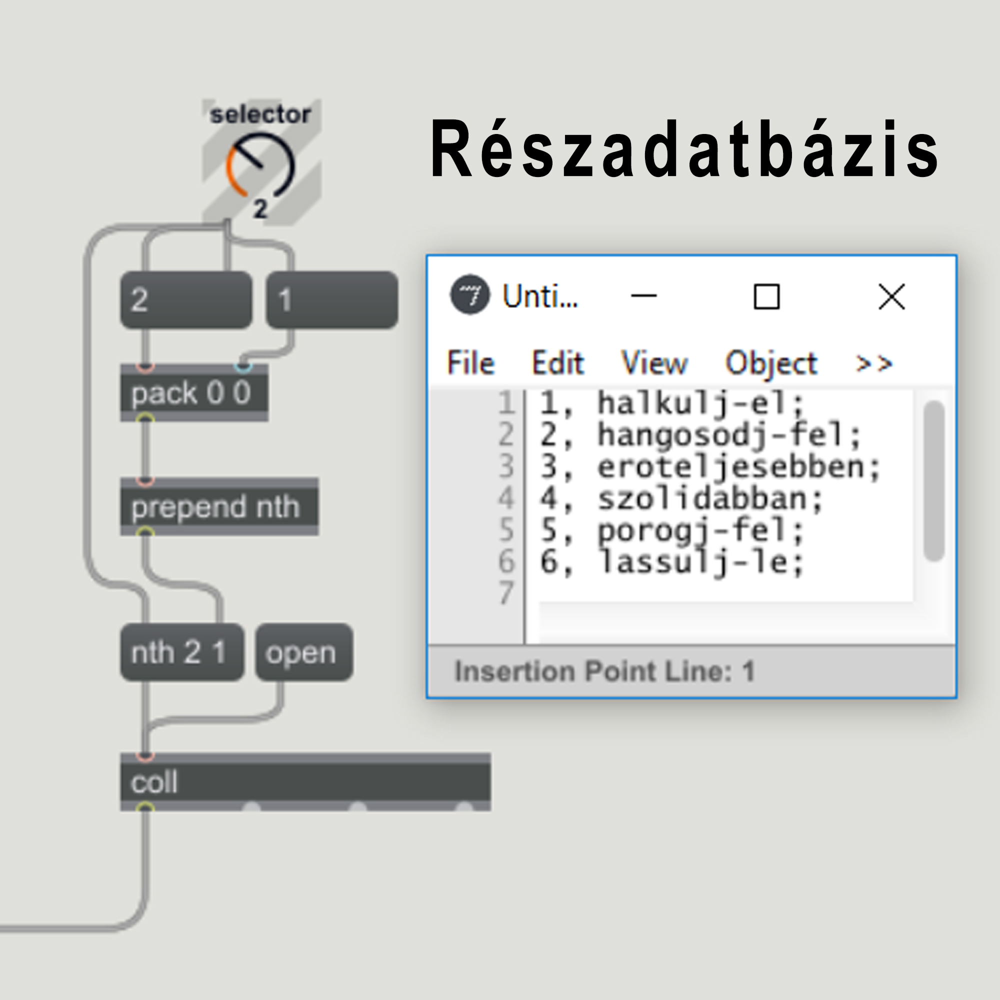 selector
2
Részadatbázis
2
1
pack 0 0
prepend nth
nth 2 1
open
coll
Unti...
File Edit View Object >>
1 1, halkulj-el;
2 2, hangosodj-fel;
3 3, eroteljesebben;
4 4, szolidabban;
5 5, porogj-fel;
6 6, lassulj-le;
7
Insertion Point Line: 1